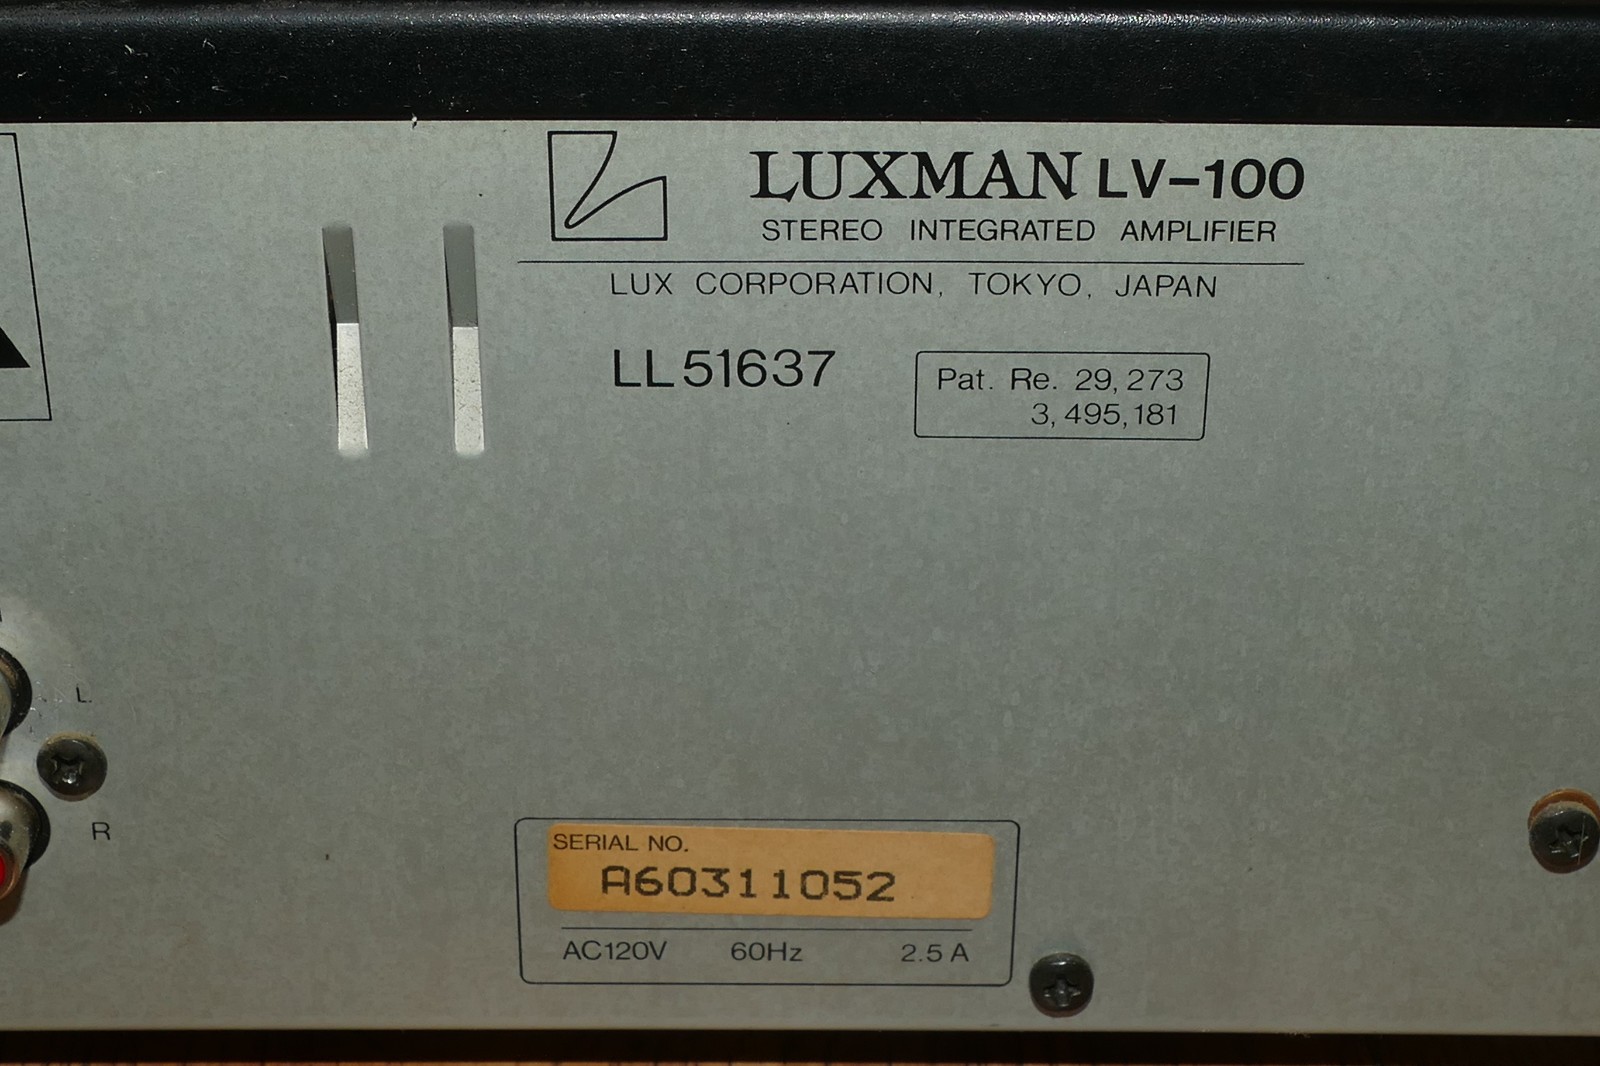 LUXMAN LV-100
STEREO INTEGRATED AMPLIFIER
LUX CORPORATION, TOKYO, JAPAN
LL51637
Pat. Re. 29,273
3,495,181
L
R
SERIAL NO.
A60311052
AC120V 60Hz 2.5A